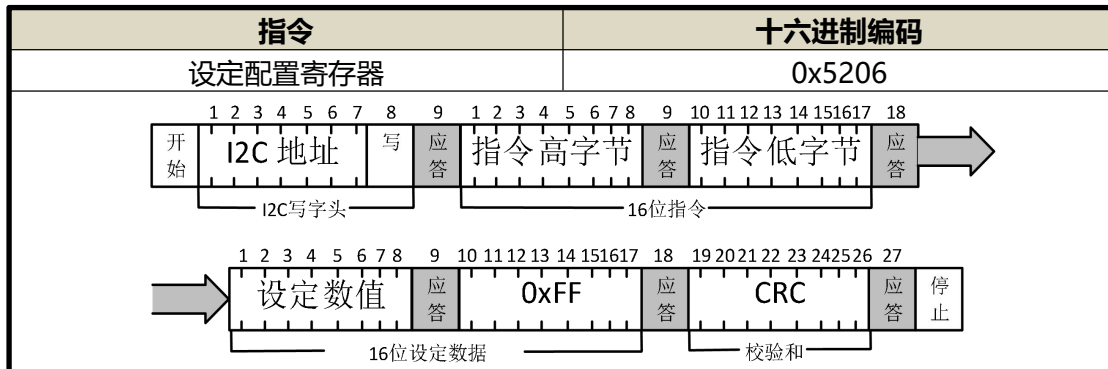 指令 十六进制编码
设定配置寄存器 0x5206
1 2 3 4 5 6 7 8 9 1 2 3 4 5 6 7 8 9 10 11 12 13 14 15 16 17 18
开始 I2C 地址 写 应答 指令高字节 应答 指令低字节 应答
I2C写字头 16位指令
1 2 3 4 5 6 7 8 9 10 11 12 13 14 15 16 17 18 19 20 21 22 23 24 25 26 27
设定数值 应答 0xFF 应答 CRC 应答 停止
16位设定数据 校验和